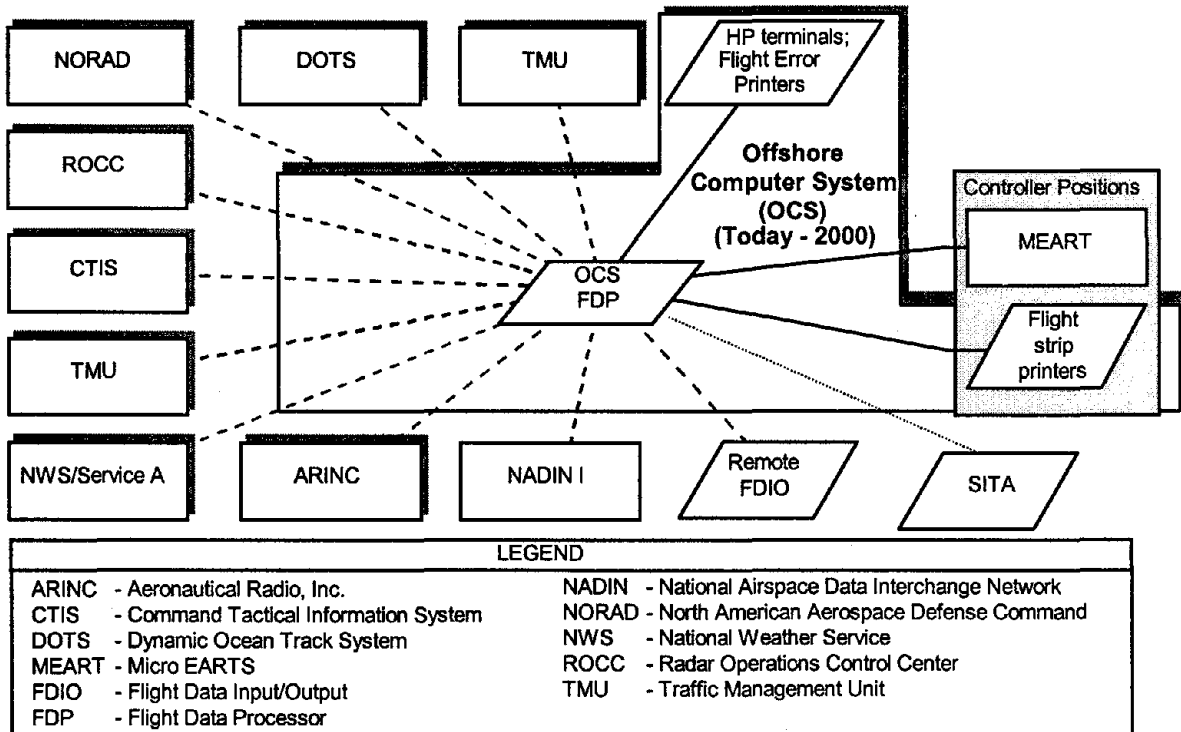 NORAD
DOTS
TMU
HP terminals;
Flight Error
Printers
ROCC
Offshore
Computer System
(OCS)
(Today - 2000)
Controller Positions
MEART
CTIS
OCS
FDP
Flight
strip
printers
TMU
NWS/Service A
ARINC
NADIN I
Remote
FDIO
SITA
LEGEND
ARINC - Aeronautical Radio, Inc.
CTIS - Command Tactical Information System
DOTS - Dynamic Ocean Track System
MEART - Micro EARTS
FDIO - Flight Data Input/Output
FDP - Flight Data Processor
NADIN - National Airspace Data Interchange Network
NORAD - North American Aerospace Defense Command
NWS - National Weather Service
ROCC - Radar Operations Control Center
TMU - Traffic Management Unit